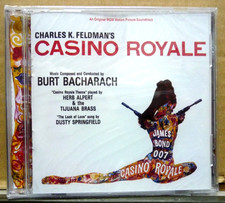 An Original MGM Motion Picture Soundtrack
CHARLES K. FELDMAN'S
CASINO ROYALE
Music Composed and Conducted by
BURT BACHARACH
"Casino Royale Theme" played by
HERB ALPERT
& the
TIJUANA BRASS
"The Look of Love" sung by
DUSTY SPRINGFIELD
JAMES
BOND
007
CASINO ROYALE